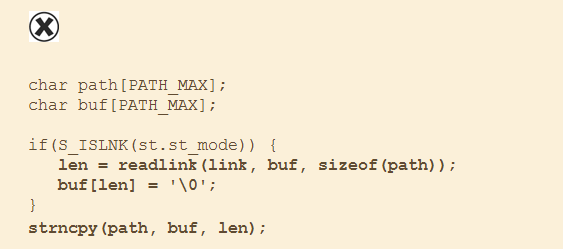 char path[PATH_MAX];
char buf[PATH_MAX];
if(S_ISLNK(st.st_mode)) {
len = readlink(link, buf, sizeof(path));
buf[len] = '\0';
}
strncpy(path, buf, len);